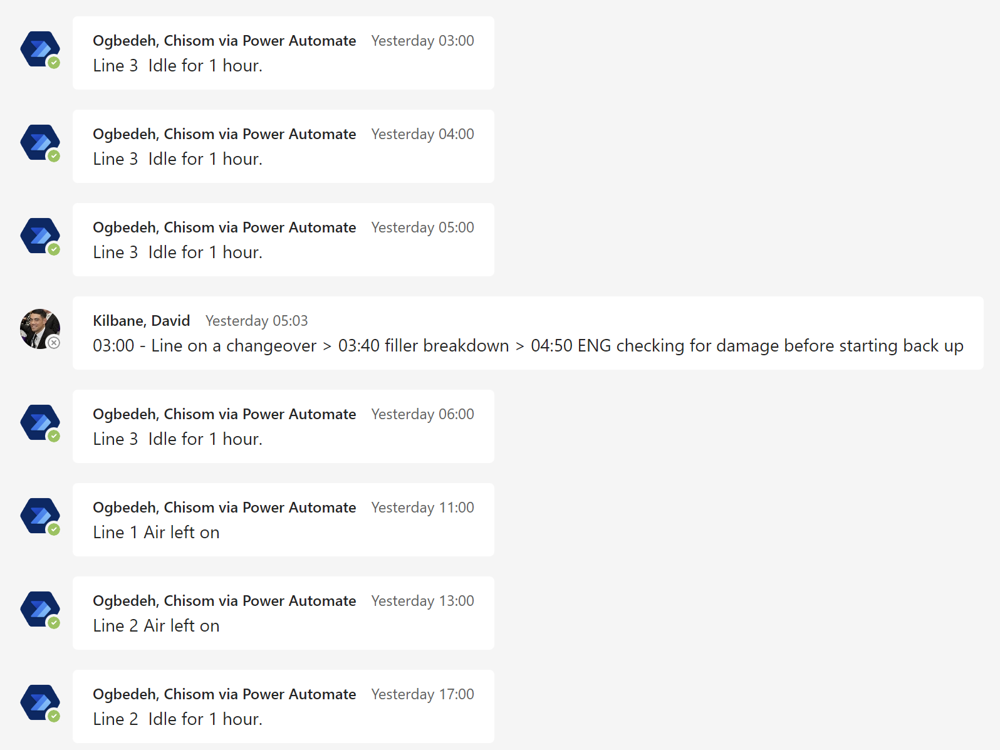 Ogbedeh, Chisom via Power Automate Yesterday 03:00
Line 3  Idle for 1 hour.
Ogbedeh, Chisom via Power Automate Yesterday 04:00
Line 3  Idle for 1 hour.
Ogbedeh, Chisom via Power Automate Yesterday 05:00
Line 3  Idle for 1 hour.
Kilbane, David Yesterday 05:03
03:00 - Line on a changeover > 03:40 filler breakdown > 04:50 ENG checking for damage before starting back up
Ogbedeh, Chisom via Power Automate Yesterday 06:00
Line 3  Idle for 1 hour.
Ogbedeh, Chisom via Power Automate Yesterday 11:00
Line 1 Air left on
Ogbedeh, Chisom via Power Automate Yesterday 13:00
Line 2 Air left on
Ogbedeh, Chisom via Power Automate Yesterday 17:00
Line 2  Idle for 1 hour.